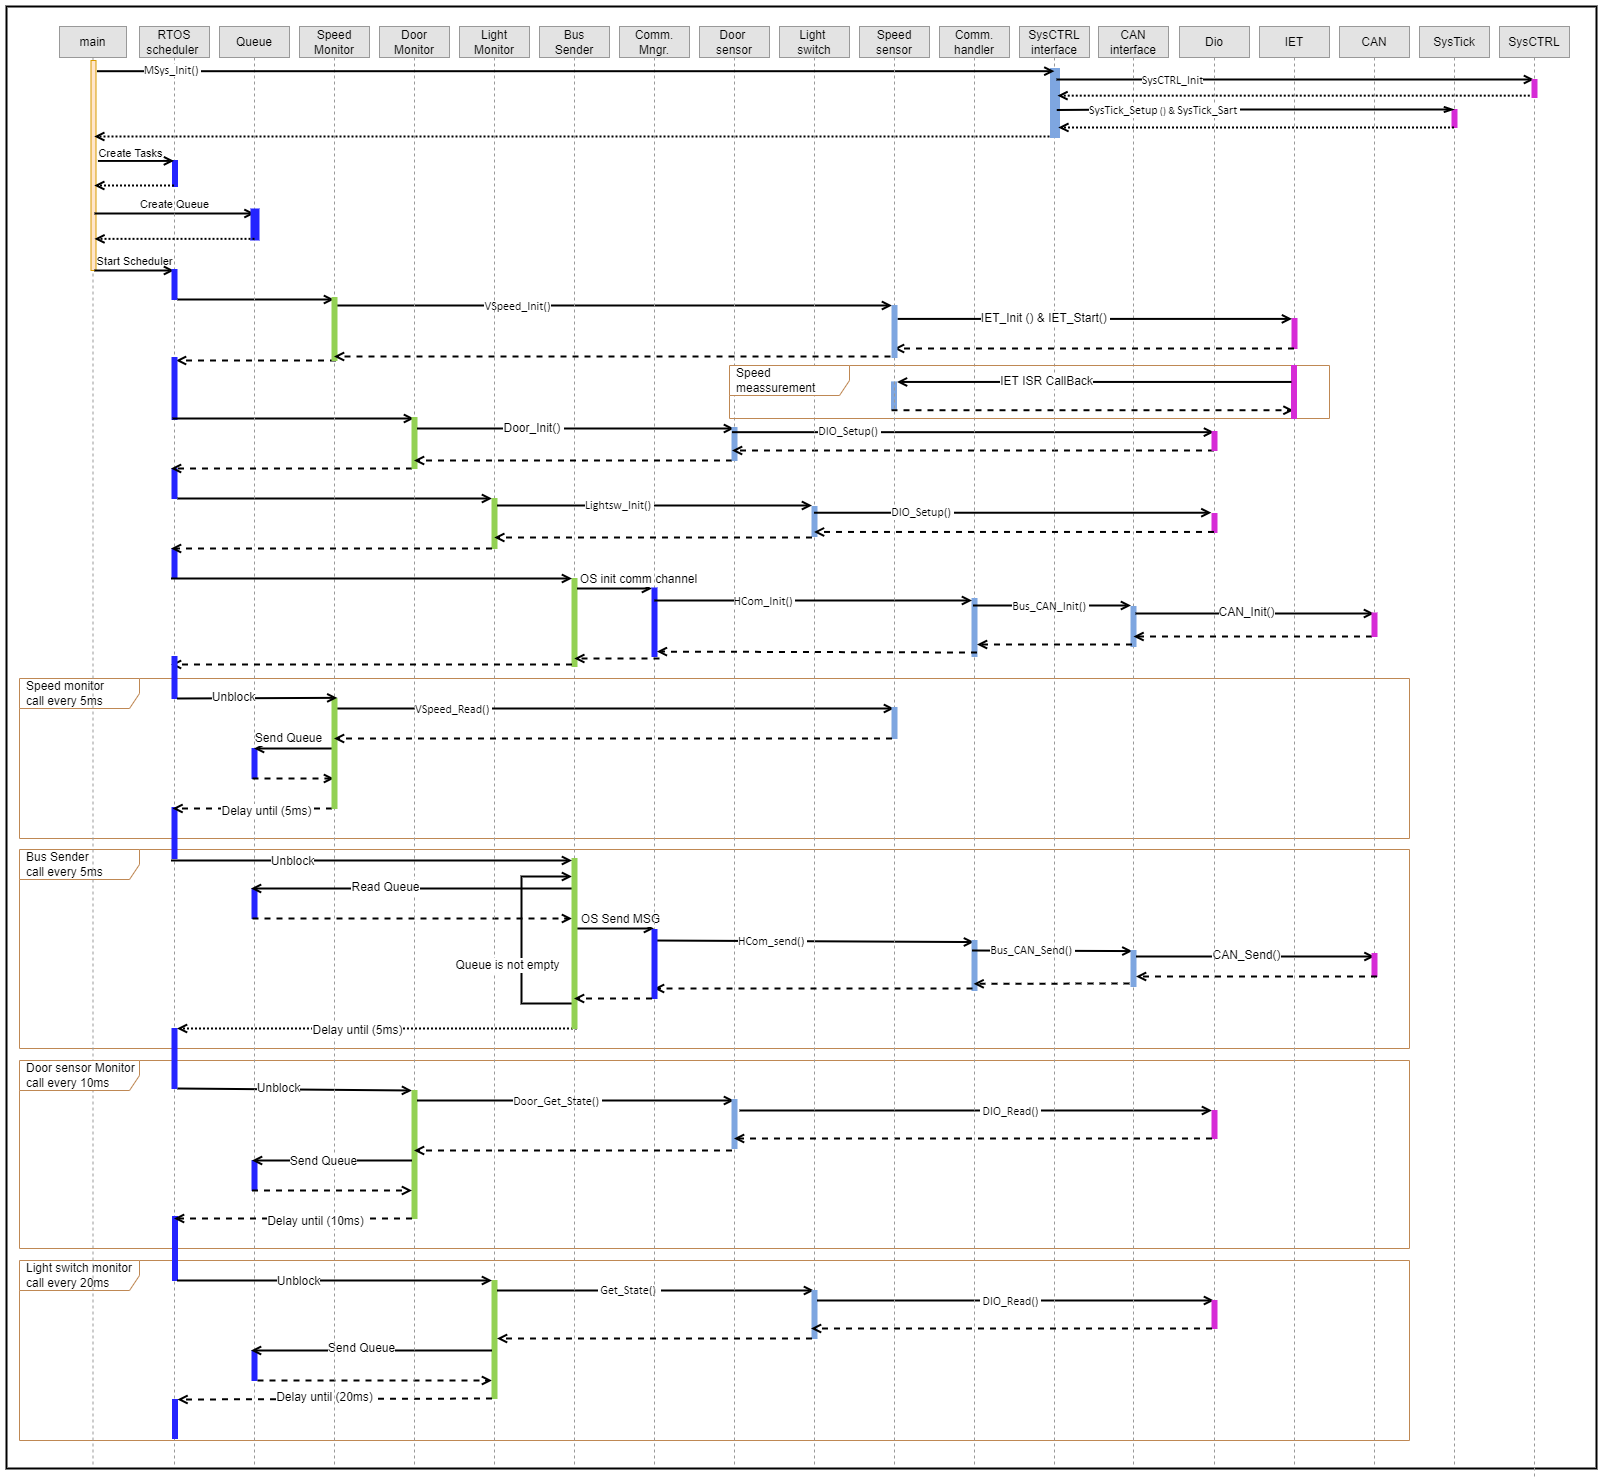 main
RTOS
scheduler
Queue
Speed
Monitor
Door
Monitor
Light
Monitor
Bus
Sender
Comm.
Mngr.
Door
sensor
Light
switch
Speed
sensor
Comm.
handler
SysCTRL
interface
CAN
interface
Dio
IET
CAN
SysTick
SysCTRL
MSys_Init()
SysCTRL_Init
SysTick_Setup () & SysTick_Sart
Create Tasks
Create Queue
Start Scheduler
VSpeed_Init()
IET_Init () & IET_Start()
Speed
meassurement
IET ISR CallBack
Door_Init()
DIO_Setup()
Lightsw_Init()
DIO_Setup()
OS init comm channel
HCom_Init()
Bus_CAN_Init()
CAN_Init()
Speed monitor
call every 5ms
Unblock
VSpeed_Read()
Send Queue
Delay until (5ms)
Bus Sender
call every 5ms
Unblock
Read Queue
OS Send MSG
HCom_send()
Bus_CAN_Send()
CAN_Send()
Queue is not empty
Delay until (5ms)
Door sensor Monitor
call every 10ms
Unblock
Door_Get_State()
DIO_Read()
Send Queue
Delay until (10ms)
Light switch monitor
call every 20ms
Unblock
Get_State()
DIO_Read()
Send Queue
Delay until (20ms)